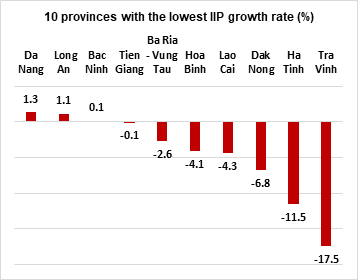 10 provinces with the lowest IIP growth rate (%)
Da Nang
Long An
Bac Ninh
Tien Giang
Ba Ria - Vung Tau
Hoa Binh
Lao Cai
Dak Nong
Ha Tinh
Tra Vinh
1.3
1.1
0.1
-0.1
-2.6
-4.1
-4.3
-6.8
-11.5
-17.5